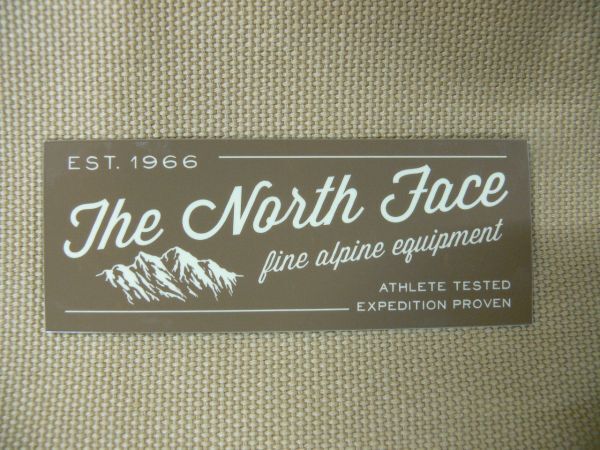 EST. 1966
The North Face
fine alpine equipment
ATHLETE TESTED
EXPEDITION PROVEN